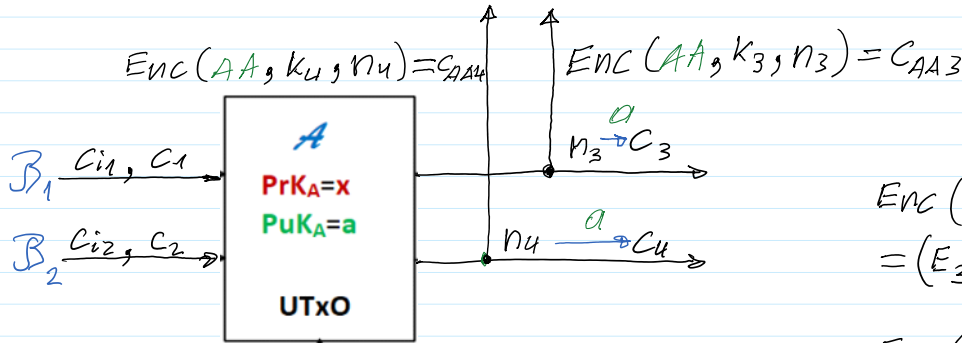 Enc(AA, k4, n4) = CAA4
Enc(AA, k3, n3) = CAA3
A
a
n3 → C3
B1 Ci1, C1
PrKA=x
PuKA=a
Enc(
a
B2 Ci2, C2
n4 → C4
=(E3
UTxO